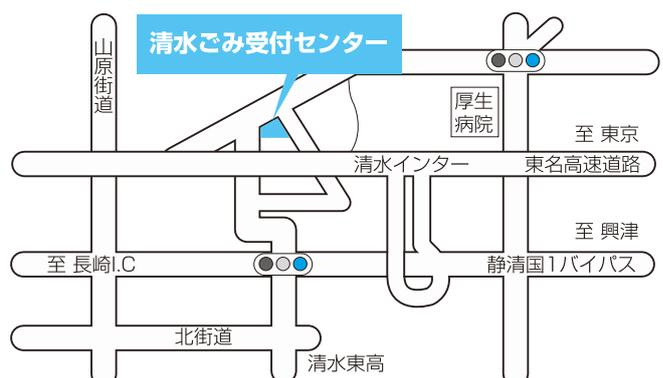 清水ごみ受付センター
山原街道
厚生
病院
至 東京
清水インター
東名高速道路
至 興津
至 長崎I.C
静清国1バイパス
北街道
清水東高